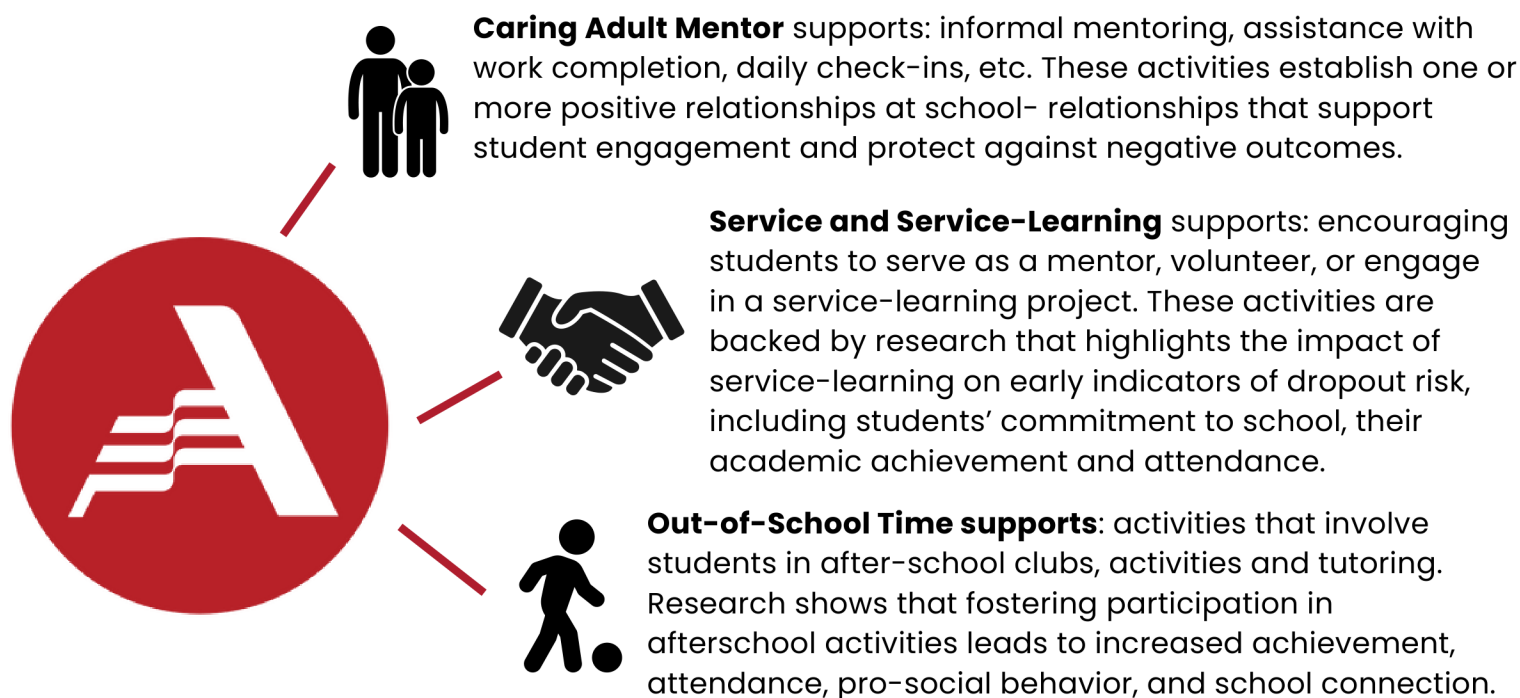 Caring Adult Mentor supports: informal mentoring, assistance with
work completion, daily check-ins, etc. These activities establish one or
more positive relationships at school- relationships that support
student engagement and protect against negative outcomes.
Service and Service-Learning supports: encouraging
students to serve as a mentor, volunteer, or engage
in a service-learning project. These activities are
backed by research that highlights the impact of
service-learning on early indicators of dropout risk,
including students’ commitment to school, their
academic achievement and attendance.
Out-of-School Time supports: activities that involve
students in after-school clubs, activities and tutoring.
Research shows that fostering participation in
afterschool activities leads to increased achievement,
attendance, pro-social behavior, and school connection.